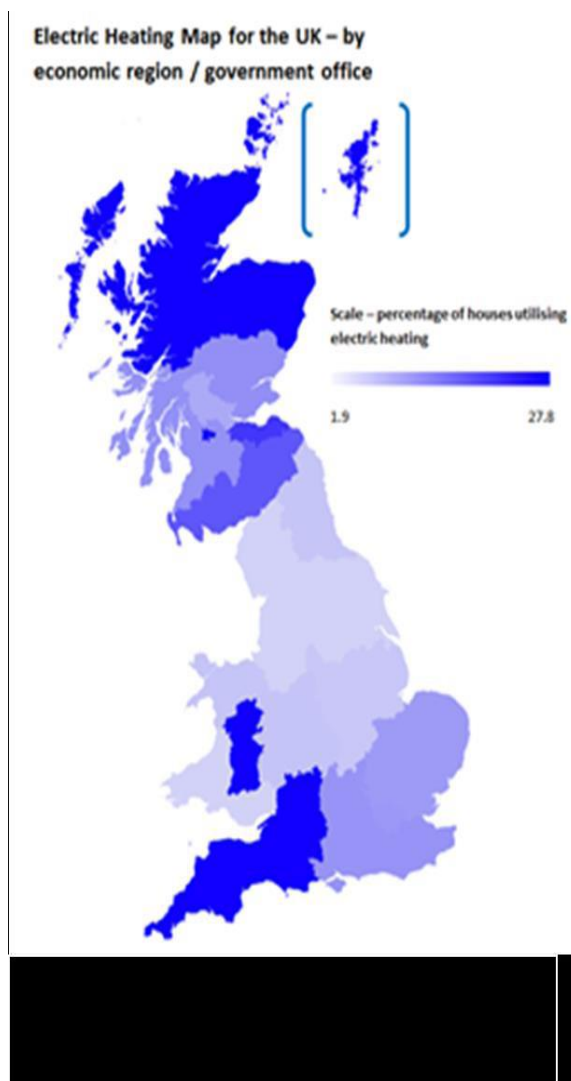 Electric Heating Map for the UK – by
economic region / government office
Scale – percentage of houses utilising
electric heating
1.9 27.8